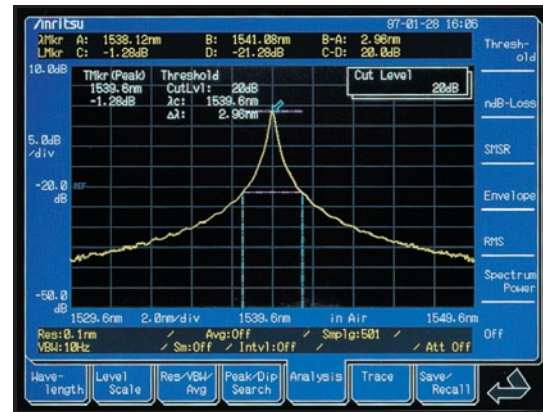 Anritsu 97-01-28 16:06
λMkr A: 1538.12nm B: 1541.08nm B-A: 2.96nm
LMkr C: -1.28dB D: -21.28dB C-D: 20.0dB
10.0dB
TMkr(Peak)
1539.6nm
-1.28dB
Threshold
CutLvl: 20dB
λc: 1539.6nm
Δλ: 2.96nm
Cut Level
20dB
5.0dB
/div
-20.0 REF
dB
-50.0
dB
1529.6nm 2.0nm/div 1539.6nm in Air 1549.6nm
Res:0.1nm / Avg:Off / Smplg:501 /
VBW:10Hz / Sm:Off / Intvl:Off / / Att Off
Thresh-
old
ndB-Loss
SMSR
Envelope
RMS
Spectrum
Power
Off
Wave-
length
Level
Scale
Res/VBW/
Avg
Peak/Dip
Search
Analysis
Trace
Save/
Recall